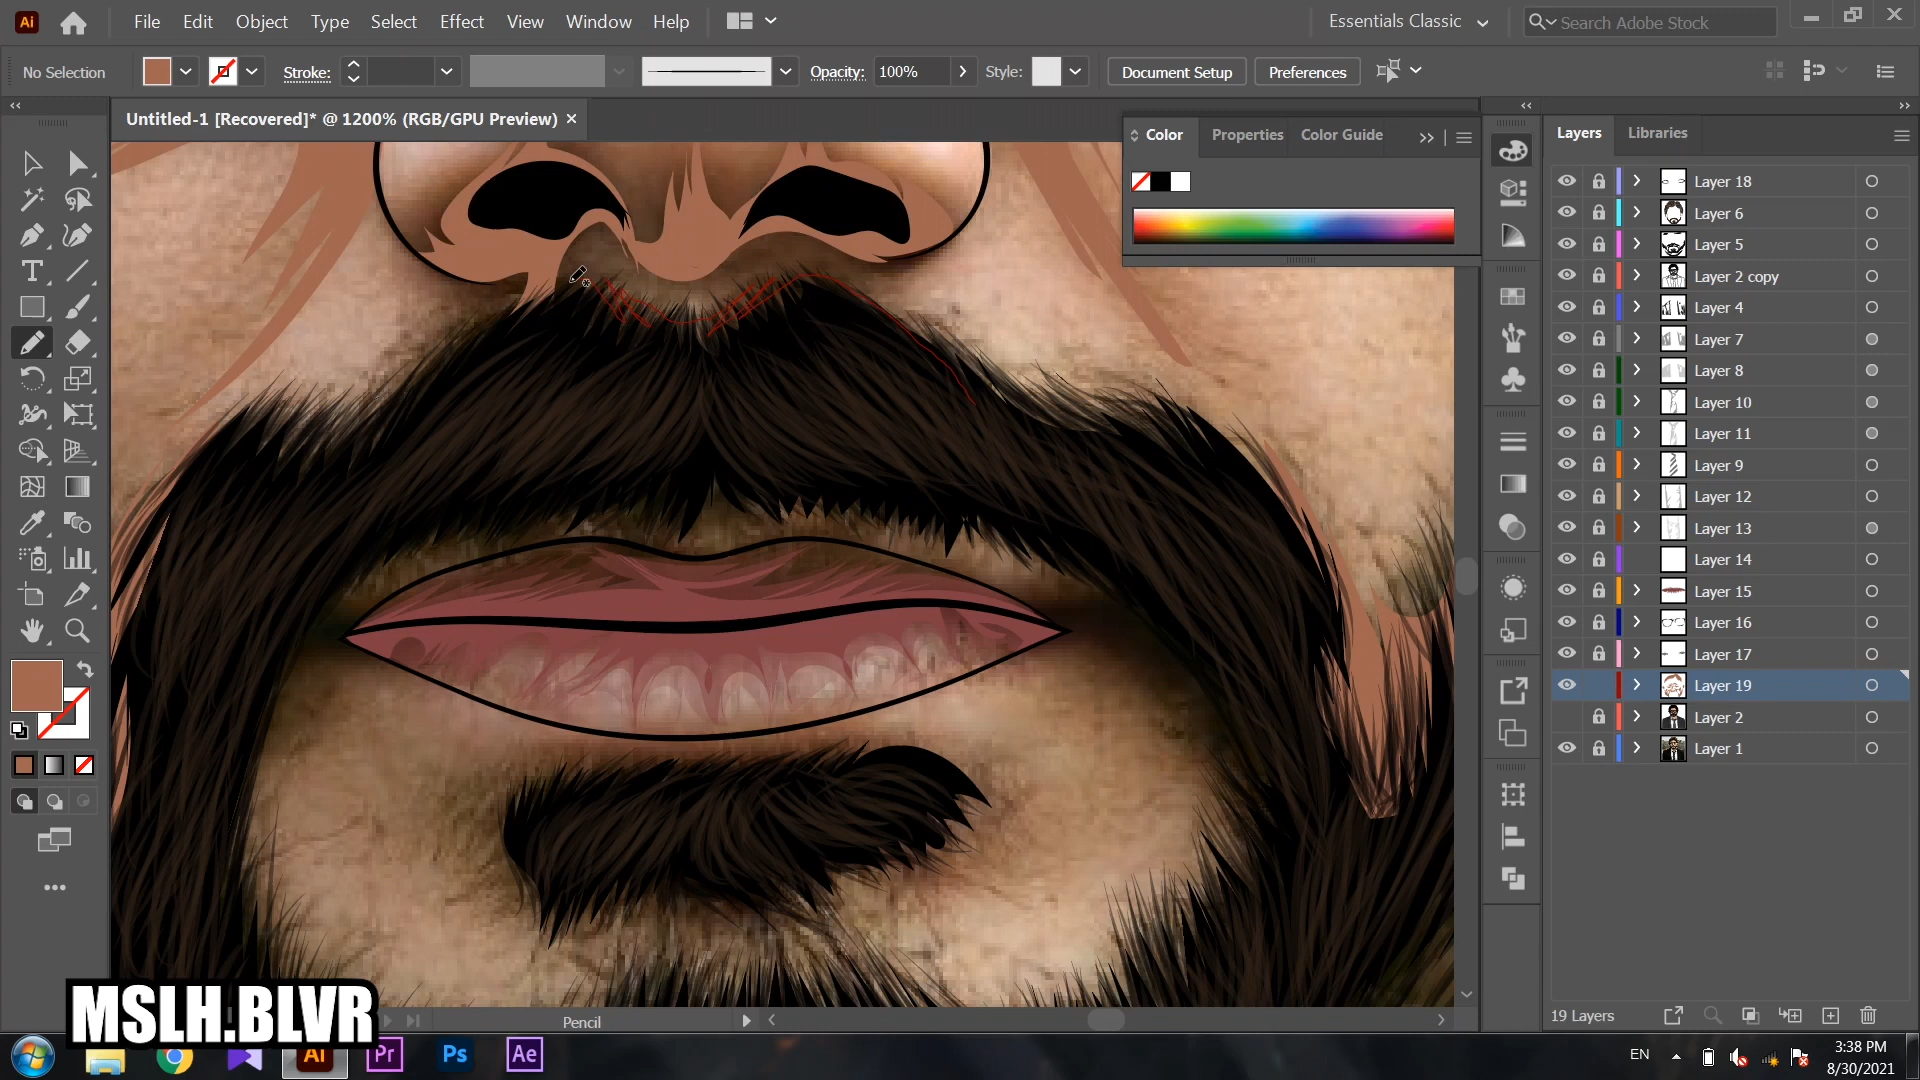 Ai
File Edit Object Type Select Effect View Window Help
Essentials Classic
Search Adobe Stock
No Selection
Stroke:
Opacity: 100%
Style:
Document Setup
Preferences
Untitled-1 [Recovered]* @ 1200% (RGB/GPU Preview)
Color Properties Color Guide
Layers Libraries
Layer 18
Layer 6
Layer 5
Layer 2 copy
Layer 4
Layer 7
Layer 8
Layer 10
Layer 11
Layer 9
Layer 12
Layer 13
Layer 14
Layer 15
Layer 16
Layer 17
Layer 19
Layer 2
Layer 1
19 Layers
Pencil
MSLH.BLVR
Ai Pr Ps Ae
EN
3:38 PM
8/30/2021